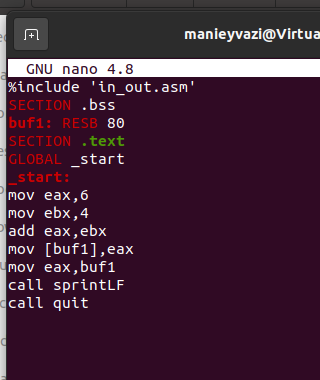 manieyvazi@Virtua
GNU nano 4.8
%include 'in_out.asm'
SECTION .bss
buf1: RESB 80
SECTION .text
GLOBAL _start
_start:
mov eax,6
mov ebx,4
add eax,ebx
mov [buf1],eax
mov eax,buf1
call sprintLF
call quit